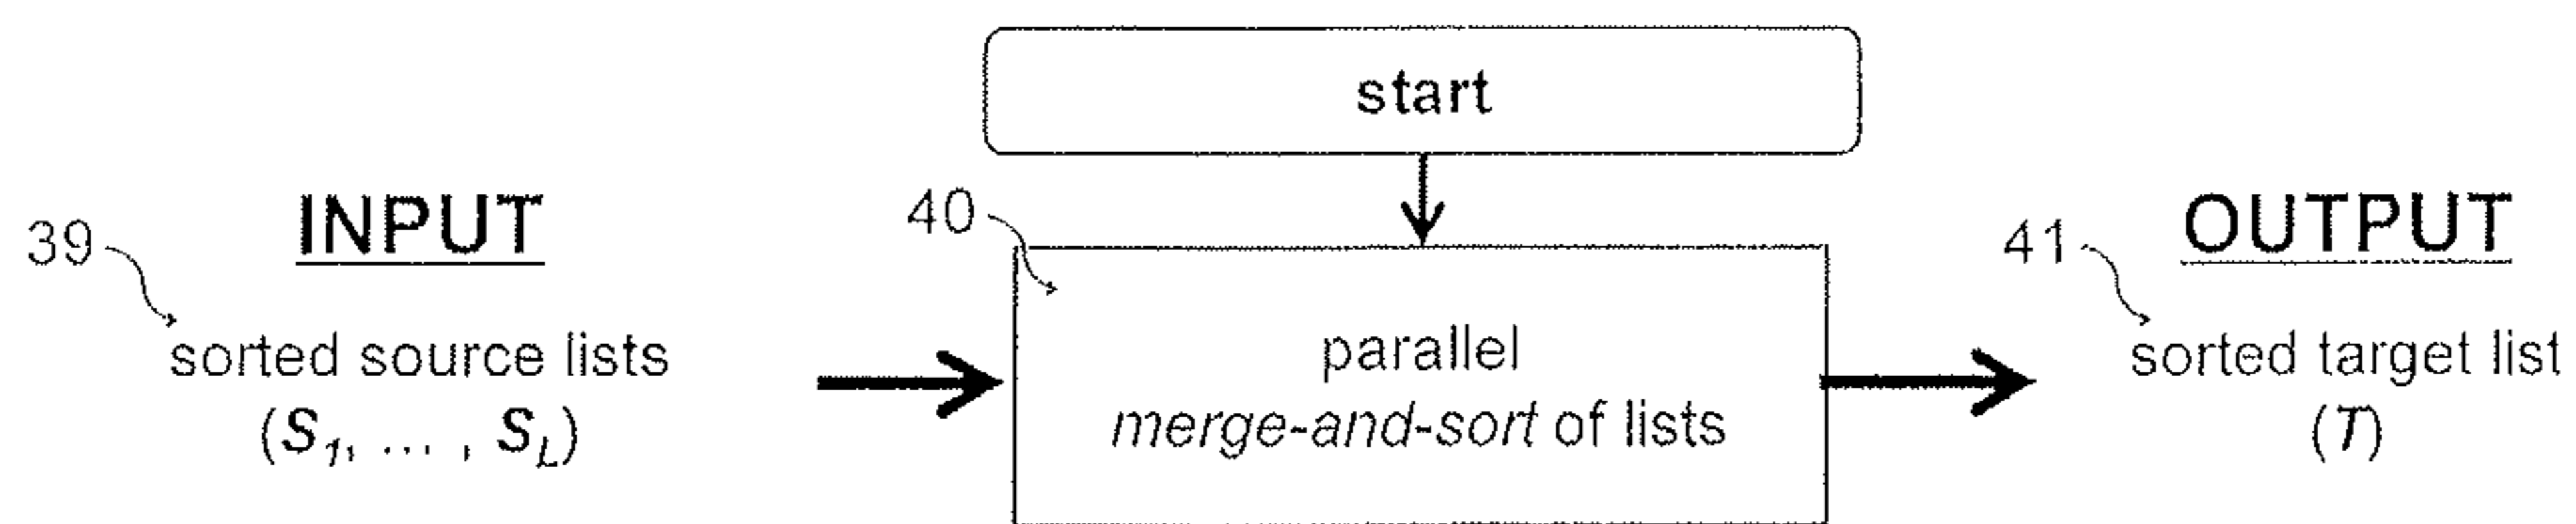 start
39
INPUT
sorted source lists
(S1, ... , SL)
40
parallel
merge-and-sort of lists
41
OUTPUT
sorted target list
(T)